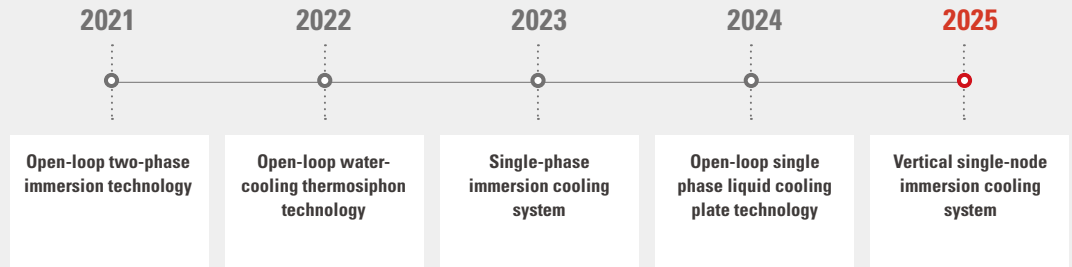 2021
2022
2023
2024
2025
Open-loop two-phase
immersion technology
Open-loop water-
cooling thermosiphon
technology
Single-phase
immersion cooling
system
Open-loop single
phase liquid cooling
plate technology
Vertical single-node
immersion cooling
system